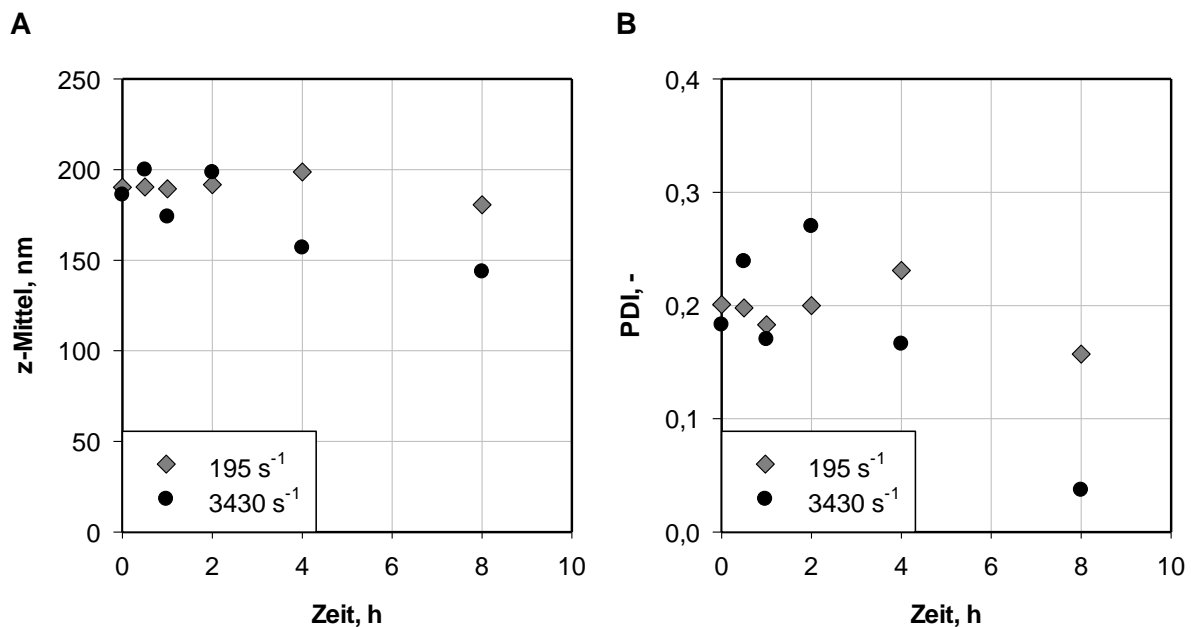 A
250
200
150
100
50
0
z-Mittel, nm
195 s⁻¹
3430 s⁻¹
0 2 4 6 8 10
Zeit, h
B
0,4
0,3
0,2
0,1
0,0
PDI, -
195 s⁻¹
3430 s⁻¹
0 2 4 6 8 10
Zeit, h